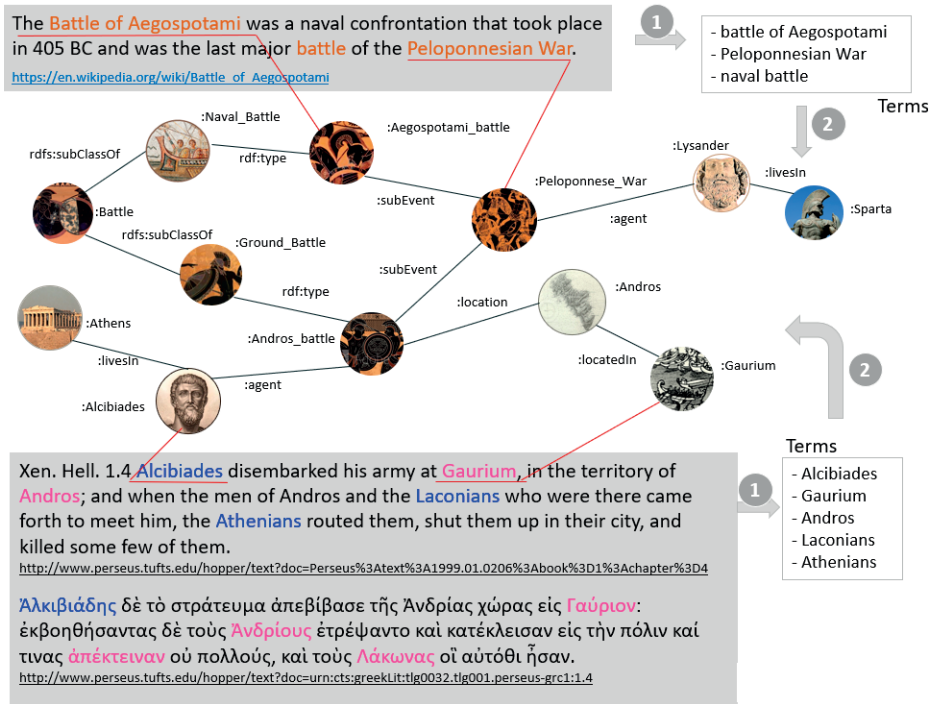 The Battle of Aegospotami was a naval confrontation that took place
in 405 BC and was the last major battle of the Peloponnesian War.
https://en.wikipedia.org/wiki/Battle_of_Aegospotami
1
- battle of Aegospotami
- Peloponnesian War
- naval battle
Terms
2
:Naval_Battle
:Aegospotami_battle
rdfs:subClassOf
rdf:type
:Lysander
:livesIn
:Peloponnese_War
:subEvent
:agent
:Sparta
:Battle
rdfs:subClassOf
:Ground_Battle
:subEvent
rdf:type
:location
:Andros
:Athens
:Andros_battle
:livesIn
:locatedIn
:Gaurium
:agent
:Alcibiades
2
Xen. Hell. 1.4 Alcibiades disembarked his army at Gaurium, in the territory of
Andros; and when the men of Andros and the Laconians who were there came
forth to meet him, the Athenians routed them, shut them up in their city, and
killed some few of them.
http://www.perseus.tufts.edu/hopper/text?doc=Perseus%3Atext%3A1999.01.0206%3Abook%3D1%3Achapter%3D4
1
Terms
- Alcibiades
- Gaurium
- Andros
- Laconians
- Athenians
Ἀλκιβιάδης δὲ τὸ στράτευμα ἀπεβίβασε τῆς Ἀνδρίας χώρας εἰς Γαύριον:
ἐκβοηθήσαντας δὲ τοὺς Ἀνδρίους ἐτρέψαντο καὶ κατέκλεισαν εἰς τὴν πόλιν καί
τινας ἀπέκτειναν οὐ πολλούς, καὶ τοὺς Λάκωνας οἳ αὐτόθι ἦσαν.
http://www.perseus.tufts.edu/hopper/text?doc=urn:cts:greekLit:tlg0032.tlg001.perseus-grc1:1.4